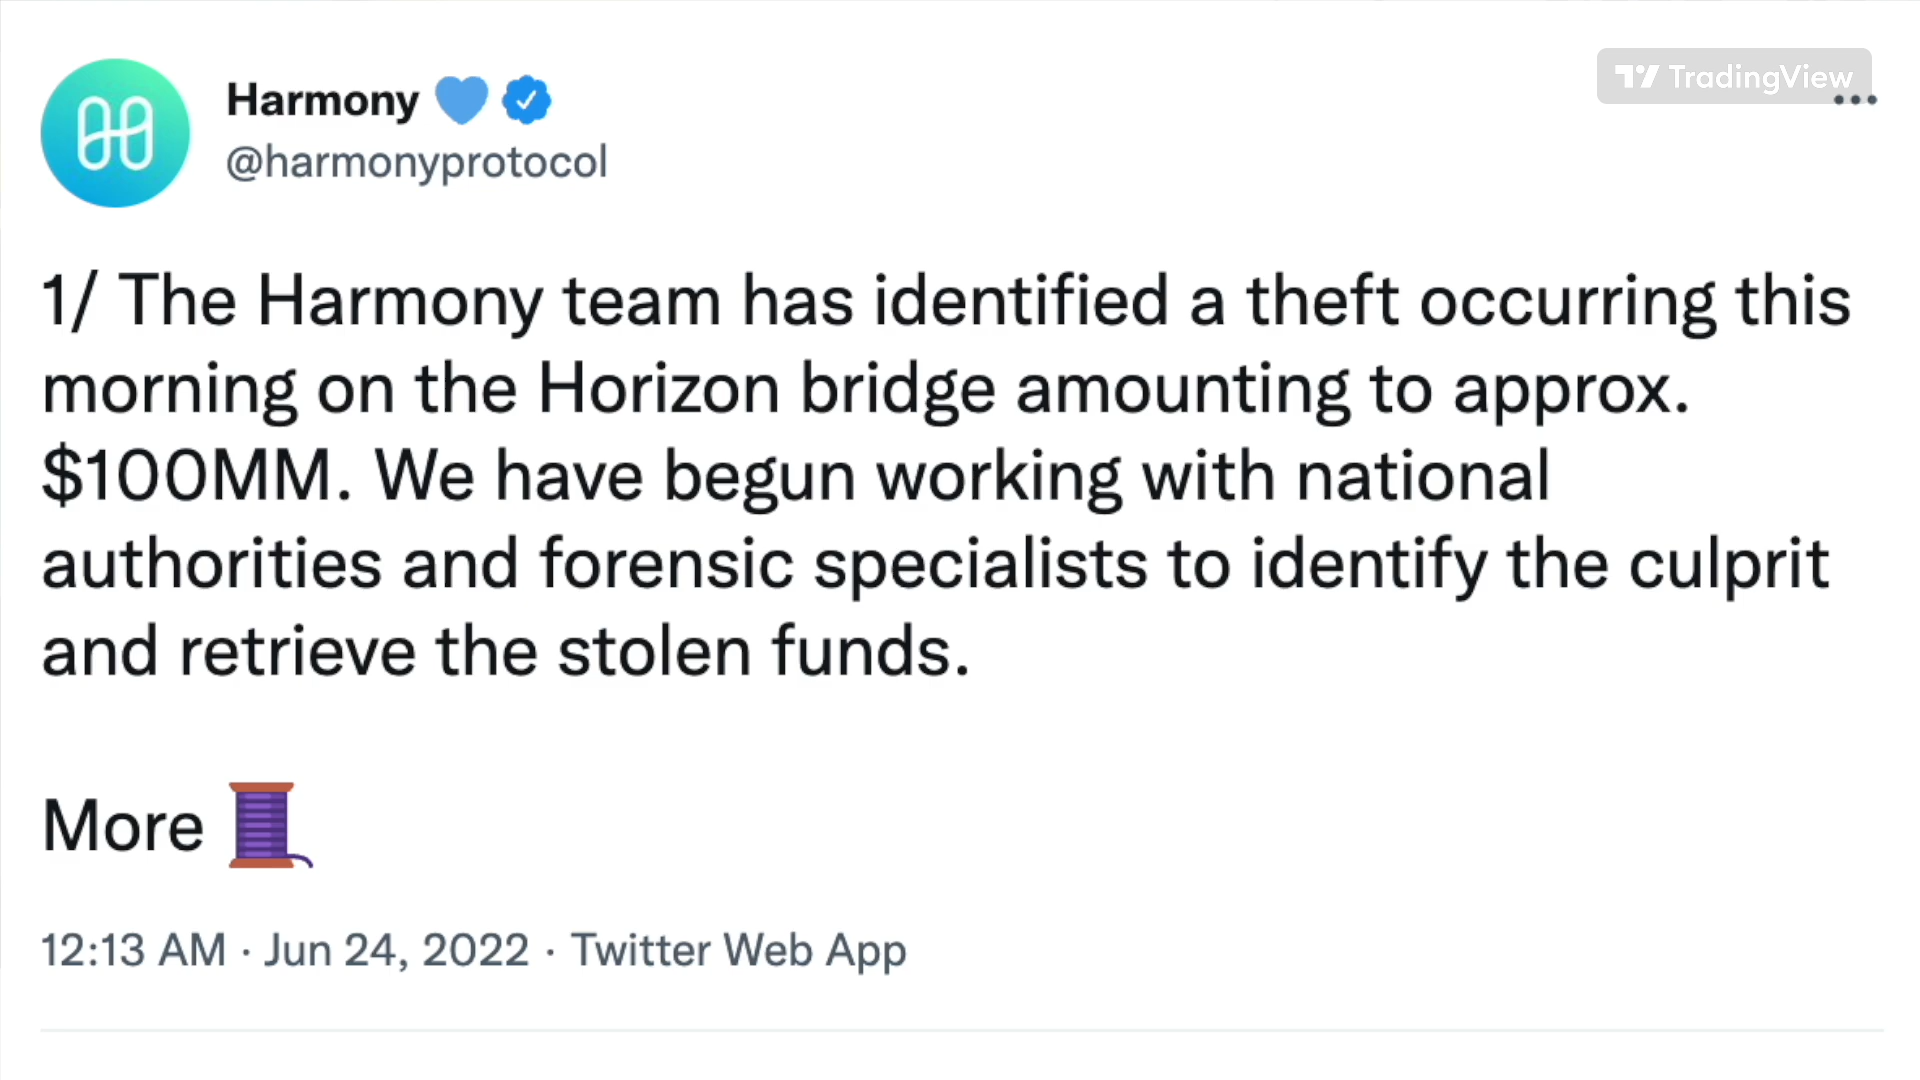 Harmony 💙
TradingView
@harmonyprotocol
1/ The Harmony team has identified a theft occurring this
morning on the Horizon bridge amounting to approx.
$100MM. We have begun working with national
authorities and forensic specialists to identify the culprit
and retrieve the stolen funds.
More 🧵
12:13 AM · Jun 24, 2022 · Twitter Web App